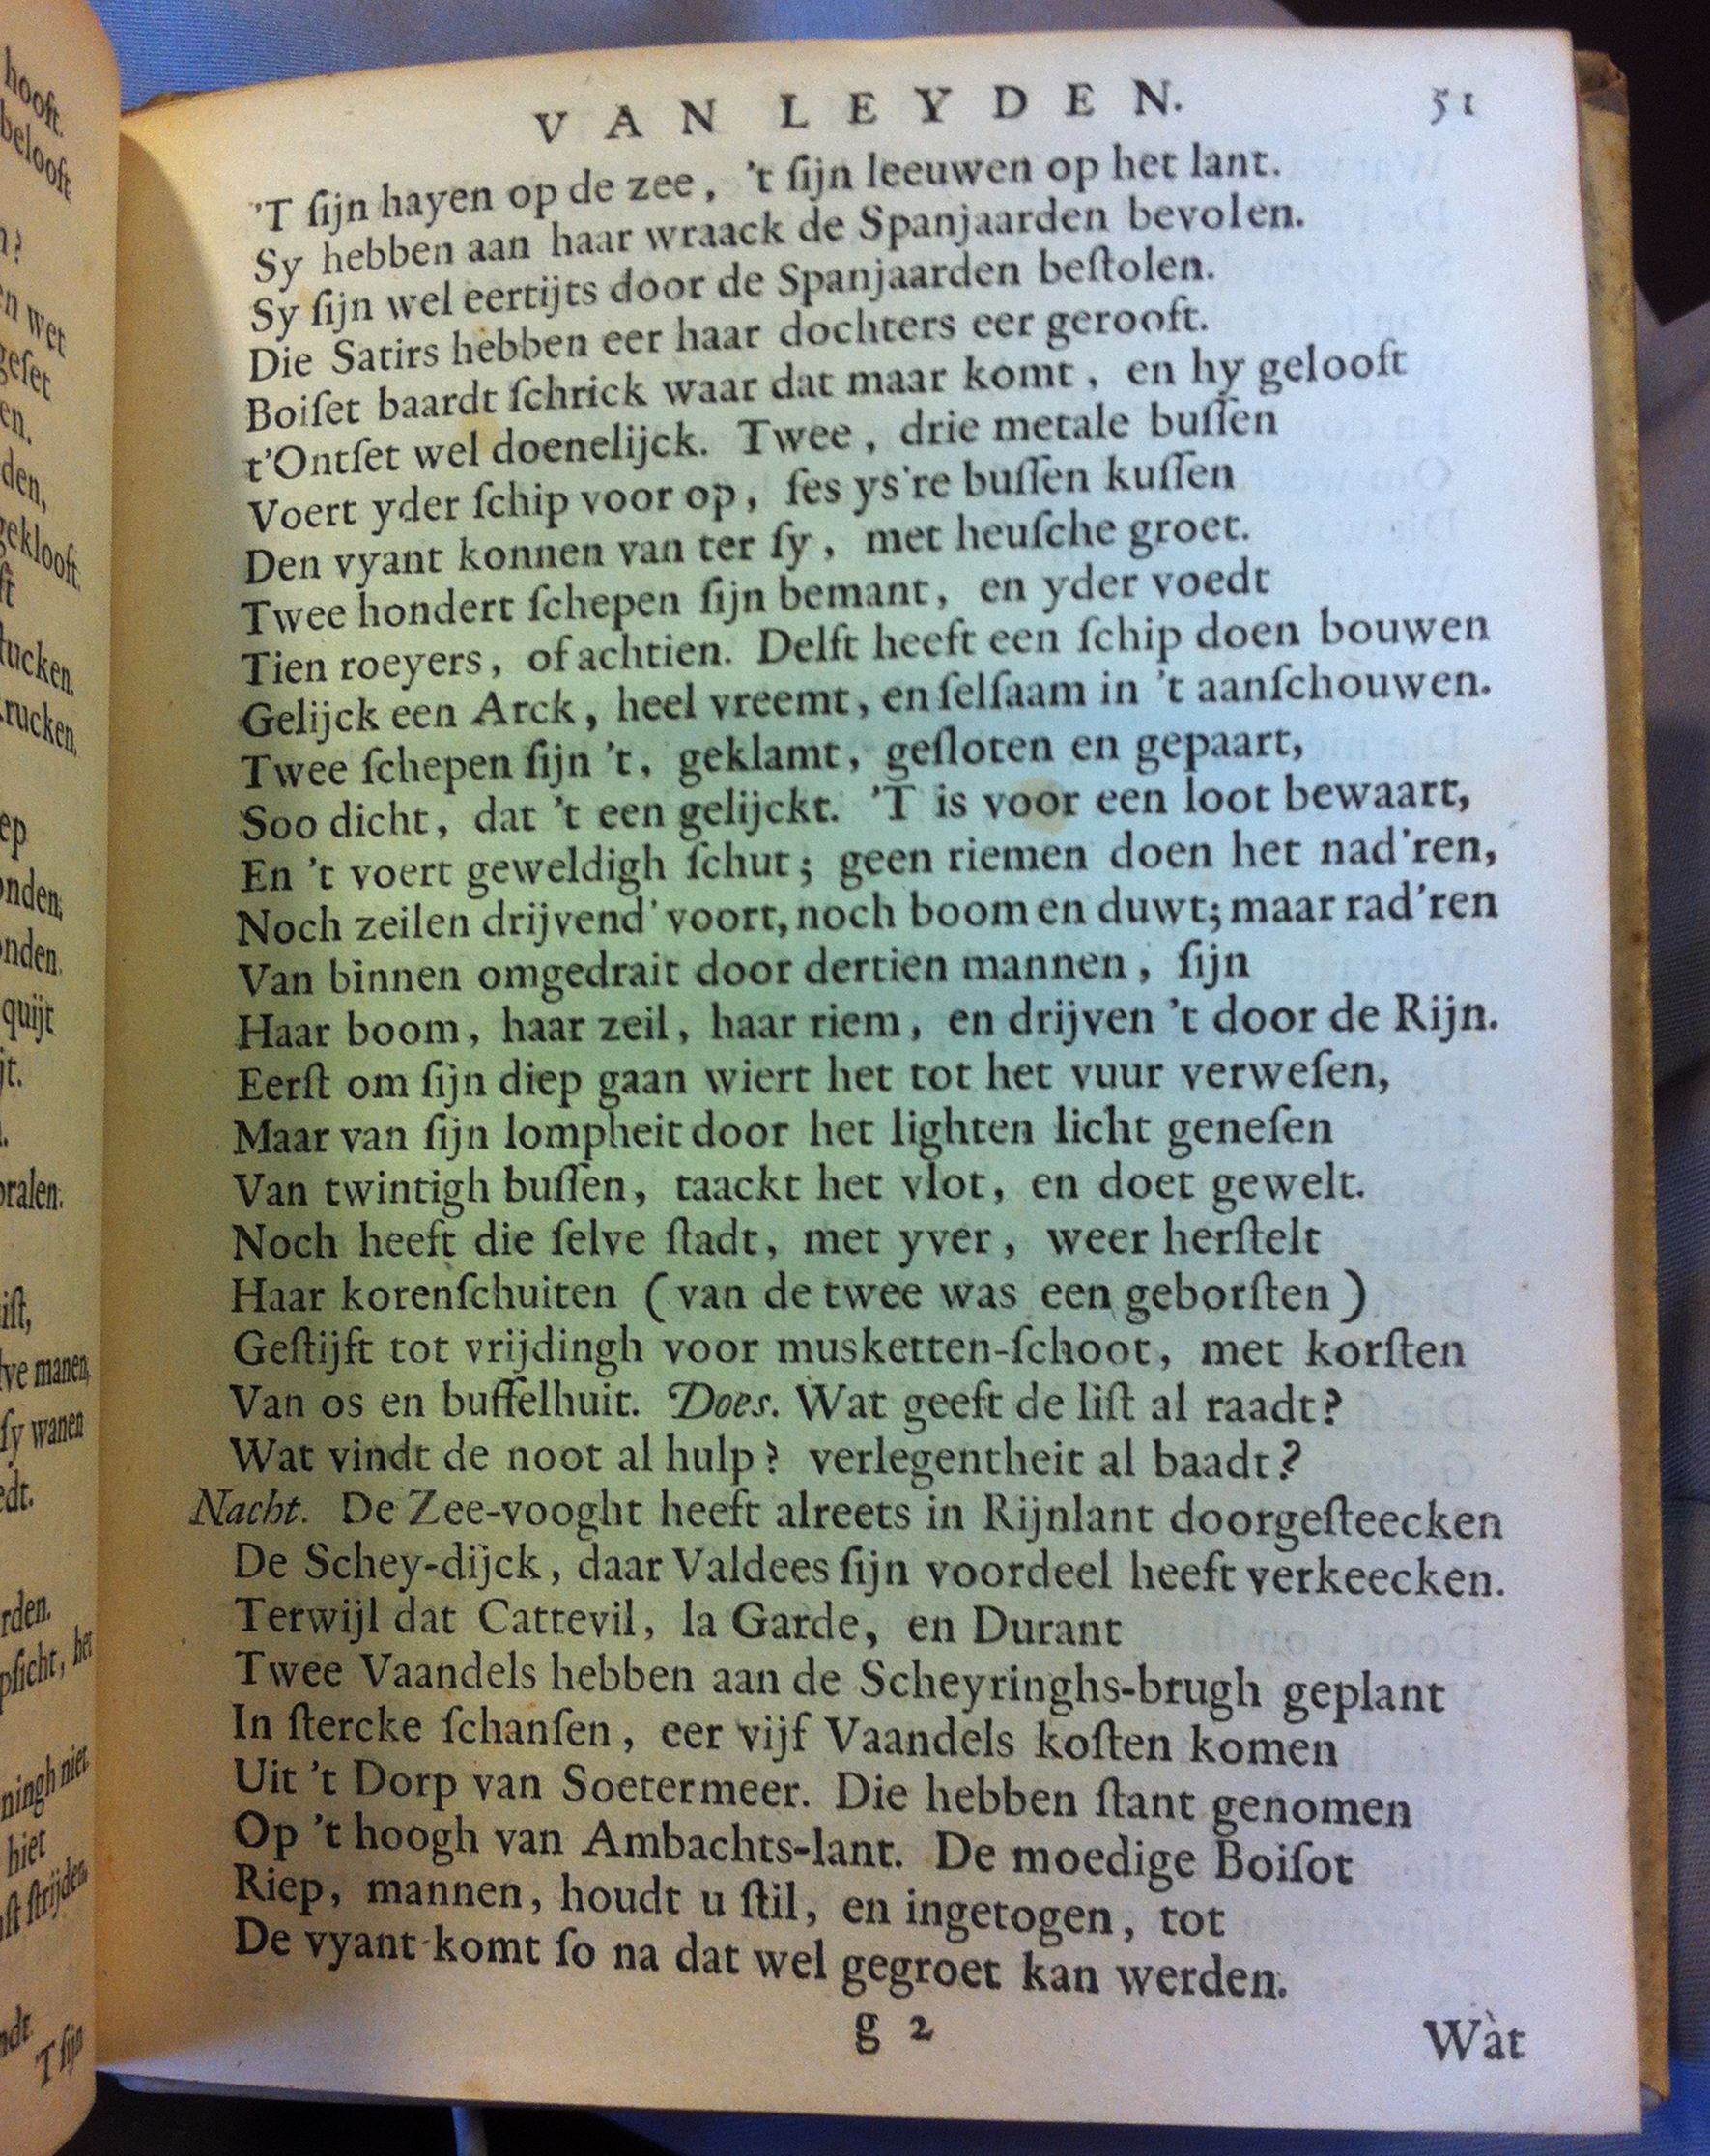 VAN LEYDEN. 51
'T ſijn hayen op de zee, 't ſijn leeuwen op het lant.
Sy hebben aan haar wraack de Spanjaarden bevolen.
Sy ſijn wel eertijts door de Spanjaarden beſtolen.
Die Satirs hebben eer haar dochters eer gerooft.
Boiſet baardt ſchrick waar dat maar komt, en hy gelooft
t'Ontſet wel doenelijck. Twee, drie metale buſſen
Voert yder ſchip voor op, ſes ys're buſſen kuſſen
Den vyant konnen van ter ſy, met heuſche groet.
Twee hondert ſchepen ſijn bemant, en yder voedt
Tien roeyers, of achtien. Delft heeft een ſchip doen bouwen
Gelijck een Arck, heel vreemt, en ſelſaam in 't aanſchouwen.
Twee ſchepen ſijn 't, geklamt, geſloten en gepaart,
Soo dicht, dat 't een gelijckt. 'T is voor een loot bewaart,
En 't voert geweldigh ſchut; geen riemen doen het nad'ren,
Noch zeilen drijvend' voort, noch boom en duwt; maar rad'ren
Van binnen omgedrait door dertien mannen, ſijn
Haar boom, haar zeil, haar riem, en drijven 't door de Rijn.
Eerſt om ſijn diep gaan wiert het tot het vuur verweſen,
Maar van ſijn lompheit door het lighten licht geneſen
Van twintigh buſſen, taackt het vlot, en doet gewelt.
Noch heeft die ſelve ſtadt, met yver, weer herſtelt
Haar korenſchuiten (van de twee was een geborſten)
Geſtijft tot vrijdingh voor musketten-ſchoot, met korſten
Van os en buffelhuit. Does. Wat geeft de liſt al raadt?
Wat vindt de noot al hulp? verlegentheit al baadt?
Nacht. De Zee-vooght heeft alreets in Rijnlant doorgeſteecken
De Schey-dijck, daar Valdees ſijn voordeel heeft verkeecken.
Terwijl dat Cattevil, la Garde, en Durant
Twee Vaandels hebben aan de Scheyringhs-brugh geplant
In ſtercke ſchanſen, eer vijf Vaandels koſten komen
Uit 't Dorp van Soetermeer. Die hebben ſtant genomen
Op 't hoogh van Ambachts-lant. De moedige Boiſot
Riep, mannen, houdt u ſtil, en ingetogen, tot
De vyant komt ſo na dat wel gegroet kan werden.
g 2 Wàt